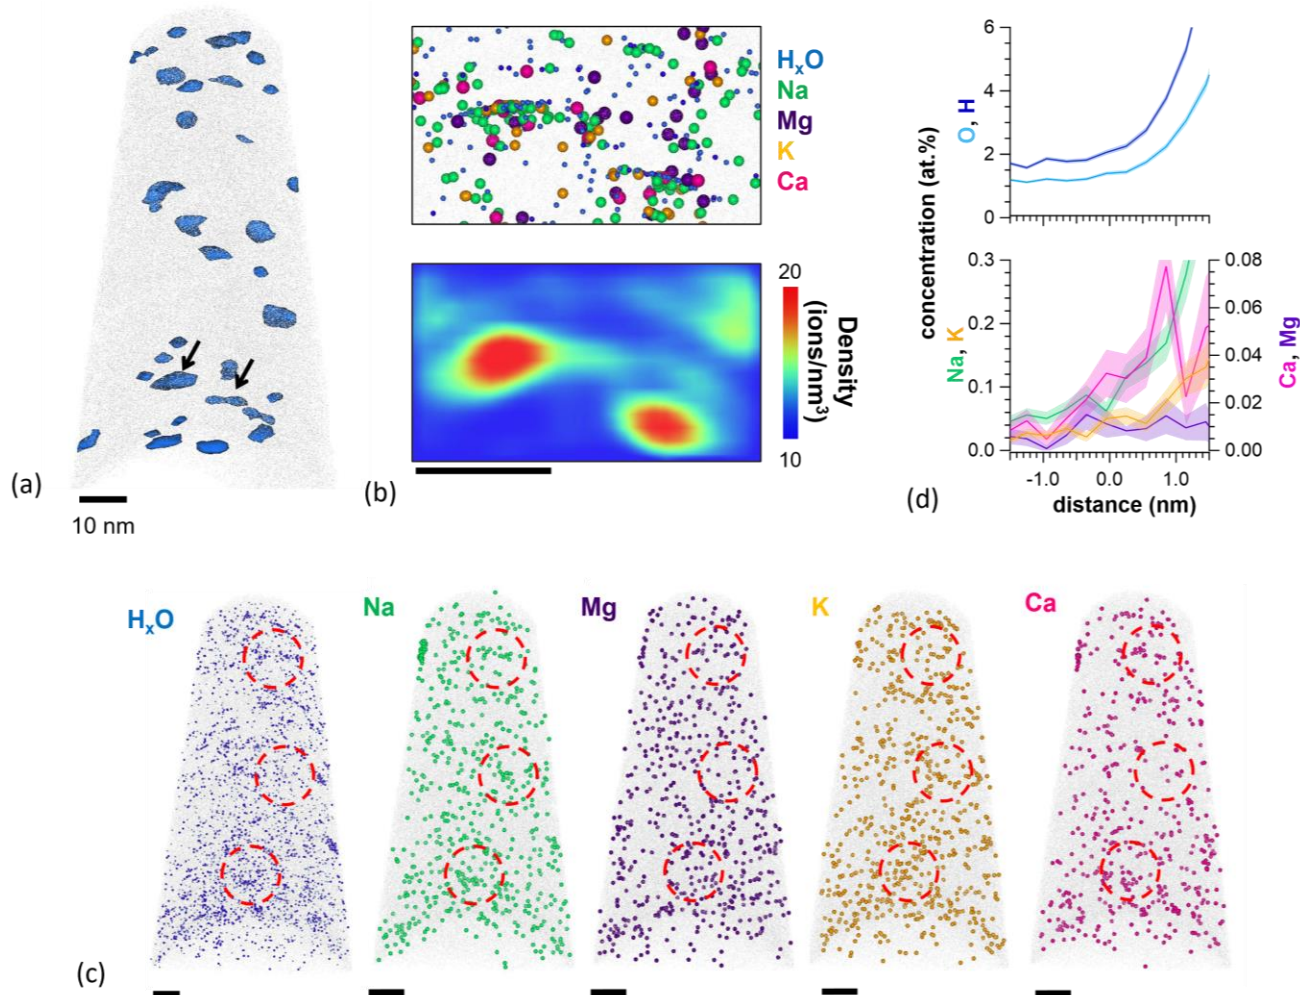 (a)
10 nm
(b)
HxO
Na
Mg
K
Ca
20
10
Density
(ions/nm³)
(d)
concentration (at.%)
O, H
6
4
2
0
Na, K
0.3
0.2
0.1
0.0
Ca, Mg
0.08
0.06
0.04
0.02
0.00
-1.0
0.0
1.0
distance (nm)
(c)
HxO
Na
Mg
K
Ca